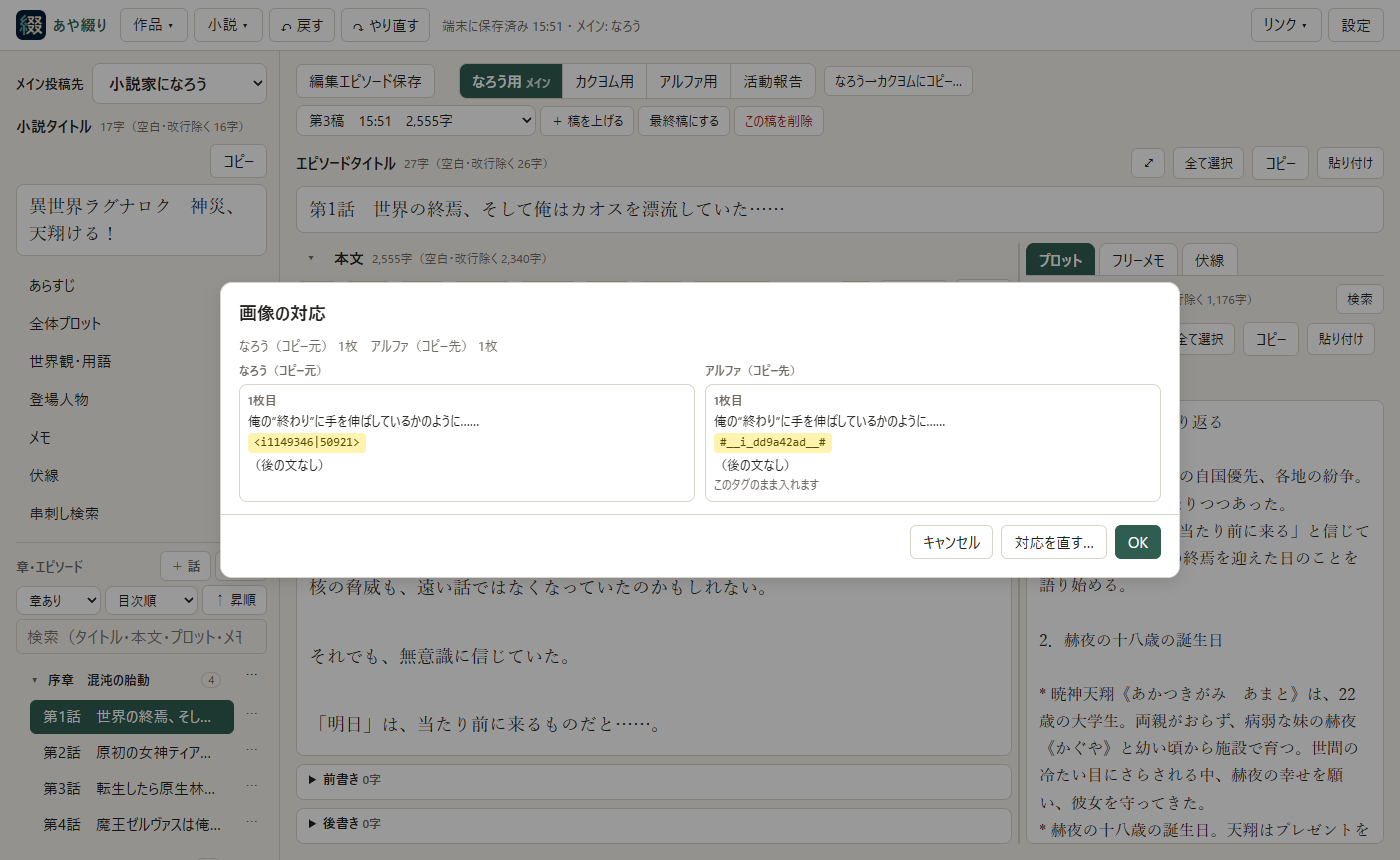 綴 あや綴り 作品 ▾ 小説 ▾ 戻す やり直す 端末に保存済み 15:51・メイン: なろう リンク ▾ 設定
メイン投稿先 小説家になろう
小説タイトル 17字（空白・改行除く16字）
コピー
異世界ラグナロク　神災、
天翔ける！
あらすじ
全体プロット
世界観・用語
登場人物
メモ
伏線
串刺し検索
章・エピソード ＋ 話
章あり 目次順 ↑ 昇順
検索（タイトル・本文・プロット・メモ
▾ 序章　混沌の胎動 4 …
第1話　世界の終焉、そし... …
第2話　原初の女神ティア... …
第3話　転生したら原生林... …
第4話　魔王ゼルヴァスは俺... …
編集エピソード保存 なろう用 メイン カクヨム用 アルファ用 活動報告 なろう→カクヨムにコピー...
第3稿　15:51　2,555字 ＋ 稿を上げる 最終稿にする この稿を削除
エピソードタイトル 27字（空白・改行除く26字）
全て選択 コピー 貼り付け
第1話　世界の終焉、そして俺はカオスを漂流していた……
▾ 本文 2,555字（空白・改行除く2,340字）
プロット フリーメモ 伏線
除く1,176字） 検索
全て選択 コピー 貼り付け
画像の対応
なろう（コピー元） 1枚　アルファ（コピー先） 1枚
なろう（コピー元）
1枚目
俺の“終わり”に手を伸ばしているかのように……
<i1149346|50921>
（後の文なし）
アルファ（コピー先）
1枚目
俺の“終わり”に手を伸ばしているかのように……
#__i_dd9a42ad__#
（後の文なし）
このタグのまま入れます
キャンセル 対応を直す... OK
核の脅威も、遠い話ではなくなっていたのかもしれない。
それでも、無意識に信じていた。
「明日」は、当たり前に来るものだと……。
▶ 前書き 0字
▶ 後書き 0字
り返る
の自国優先、各地の紛争。
りつつあった。
当たり前に来る」と信じて
の終焉を迎えた日のことを
語り始める。
2．赫夜の十八歳の誕生日
* 暁神天翔《あかつきがみ　あまと》は、22
歳の大学生。両親がおらず、病弱な妹の赫夜
《かぐや》と幼い頃から施設で育つ。世間の
冷たい目にさらされる中、赫夜の幸せを願
い、彼女を守ってきた。
* 赫夜の十八歳の誕生日。天翔はプレゼントを